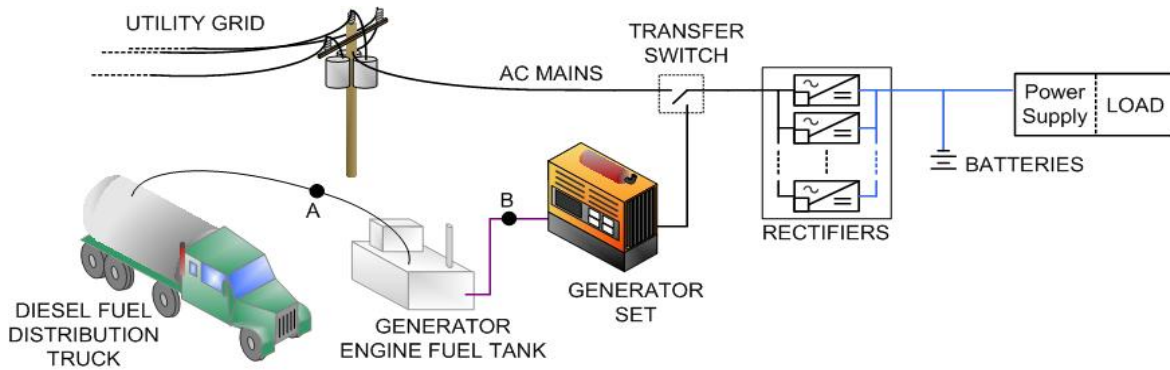 UTILITY GRID
AC MAINS
TRANSFER
SWITCH
Power
Supply
LOAD
BATTERIES
RECTIFIERS
A
B
DIESEL FUEL
DISTRIBUTION
TRUCK
GENERATOR
ENGINE FUEL TANK
GENERATOR
SET